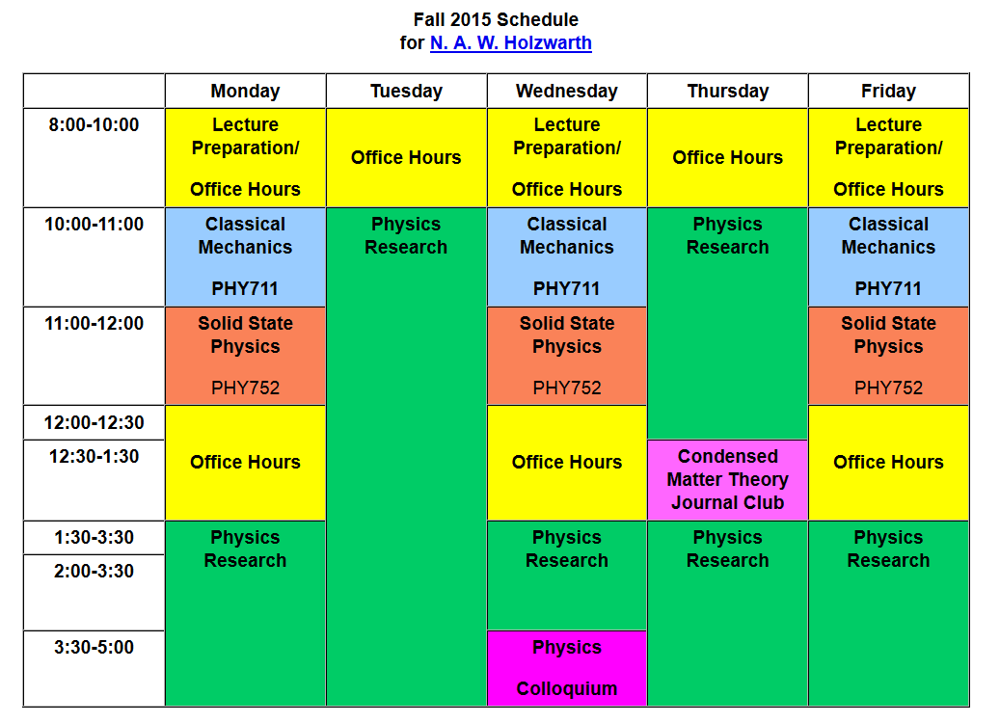 Fall 2015 Schedule
for N. A. W. Holzwarth
Monday Tuesday Wednesday Thursday Friday
8:00-10:00
Lecture
Preparation/
Office Hours
Office Hours
Lecture
Preparation/
Office Hours
Office Hours
Lecture
Preparation/
Office Hours
10:00-11:00
Classical
Mechanics
PHY711
Physics
Research
Classical
Mechanics
PHY711
Physics
Research
Classical
Mechanics
PHY711
11:00-12:00
Solid State
Physics
PHY752
Solid State
Physics
PHY752
Solid State
Physics
PHY752
12:00-12:30
Office Hours
Office Hours
Office Hours
12:30-1:30
Condensed
Matter Theory
Journal Club
1:30-3:30
Physics
Research
Physics
Research
Physics
Research
Physics
Research
2:00-3:30
3:30-5:00
Physics
Colloquium